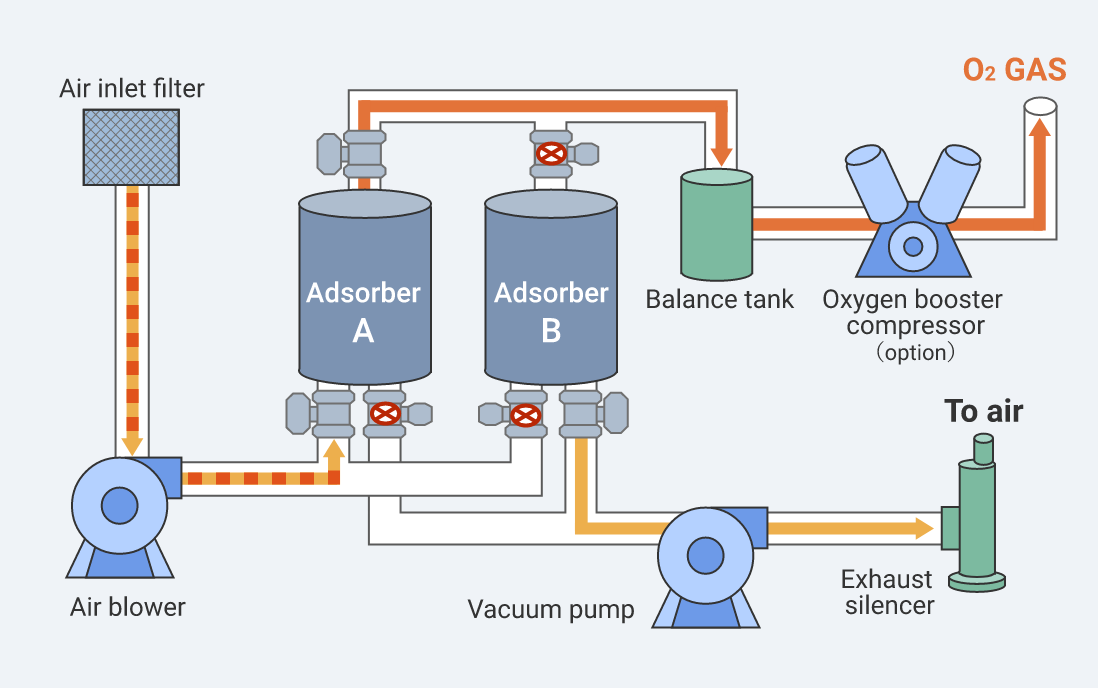 O₂ GAS
Air inlet filter
Adsorber
A
Adsorber
B
Balance tank
Oxygen booster
compressor
（option）
To air
Exhaust
silencer
Air blower
Vacuum pump